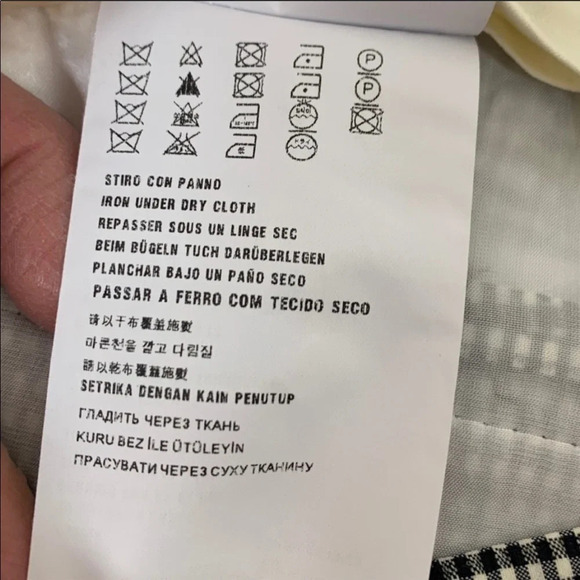 P
P
STIRO CON PANNO
IRON UNDER DRY CLOTH
REPASSER SOUS UN LINGE SEC
BEIM BÜGELN TUCH DARÜBERLEGEN
PLANCHAR BAJO UN PAÑO SECO
PASSAR A FERRO COM TECIDO SECO
请以干布覆盖施熨
마른천을 깔고 다림질
請以乾布覆蓋施熨
SETRIKA DENGAN KAIN PENUTUP
ГЛАДИТЬ ЧЕРЕЗ ТКАНЬ
KURU BEZ İLE ÜTÜLEYİN
ПРАСУВАТИ ЧЕРЕЗ СУХУ ТКАНИНУ